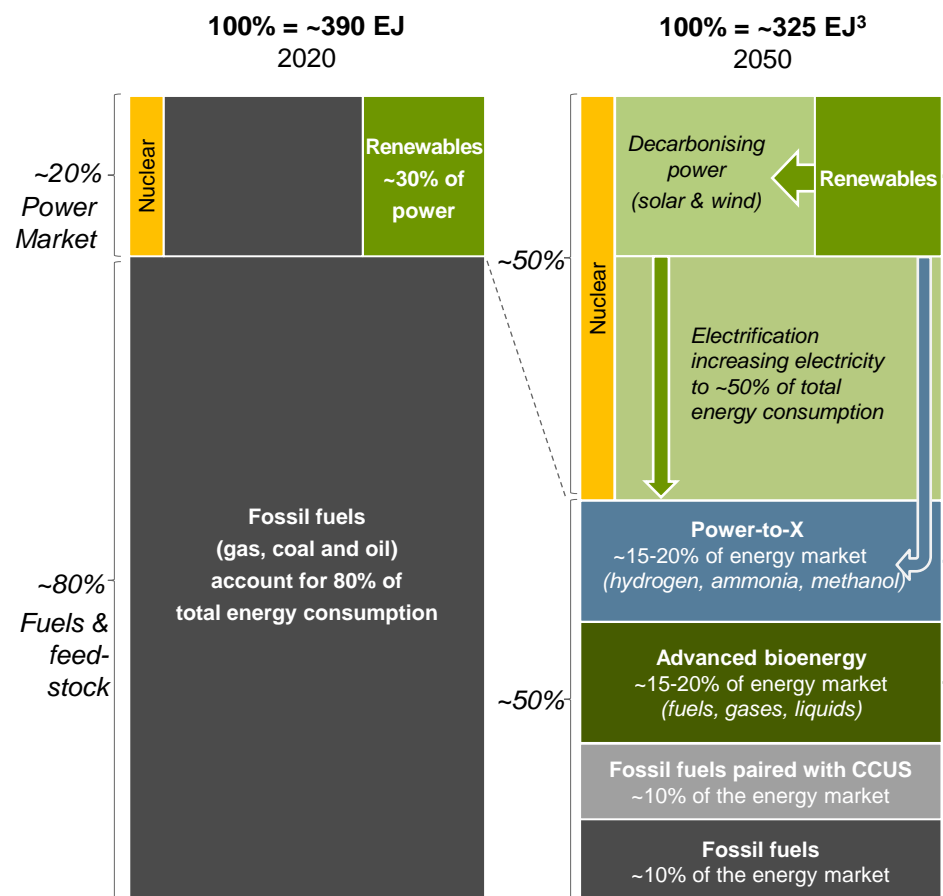 100% = ~390 EJ
2020
~20%
Power
Market
Nuclear
Renewables
~30% of
power
~80%
Fuels &
feed-
stock
Fossil fuels
(gas, coal and oil)
account for 80% of
total energy consumption
100% = ~325 EJ³
2050
~50%
Nuclear
Decarbonising
power
(solar & wind)
Renewables
Electrification
increasing electricity
to ~50% of total
energy consumption
~50%
Power-to-X
~15-20% of energy market
(hydrogen, ammonia, methanol)
Advanced bioenergy
~15-20% of energy market
(fuels, gases, liquids)
Fossil fuels paired with CCUS
~10% of the energy market
Fossil fuels
~10% of the energy market